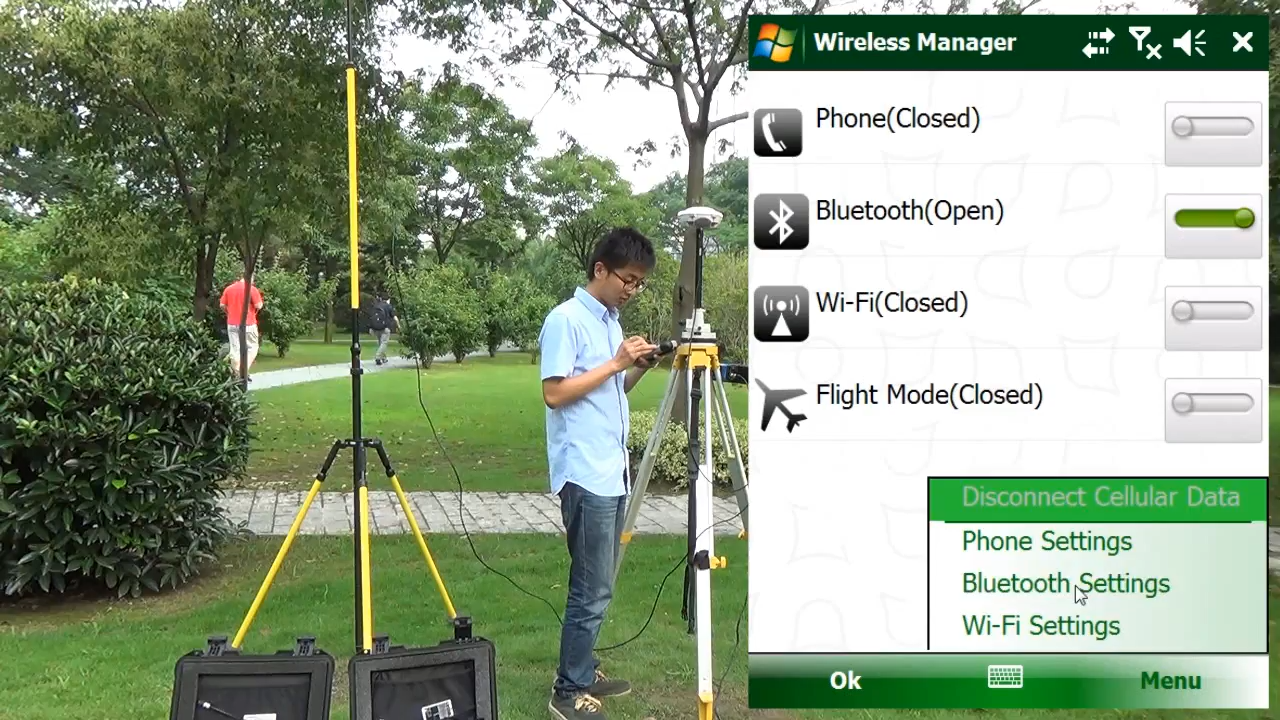 Wireless Manager
Phone(Closed)
Bluetooth(Open)
Wi-Fi(Closed)
Flight Mode(Closed)
Disconnect Cellular Data
Phone Settings
Bluetooth Settings
Wi-Fi Settings
Ok
Menu